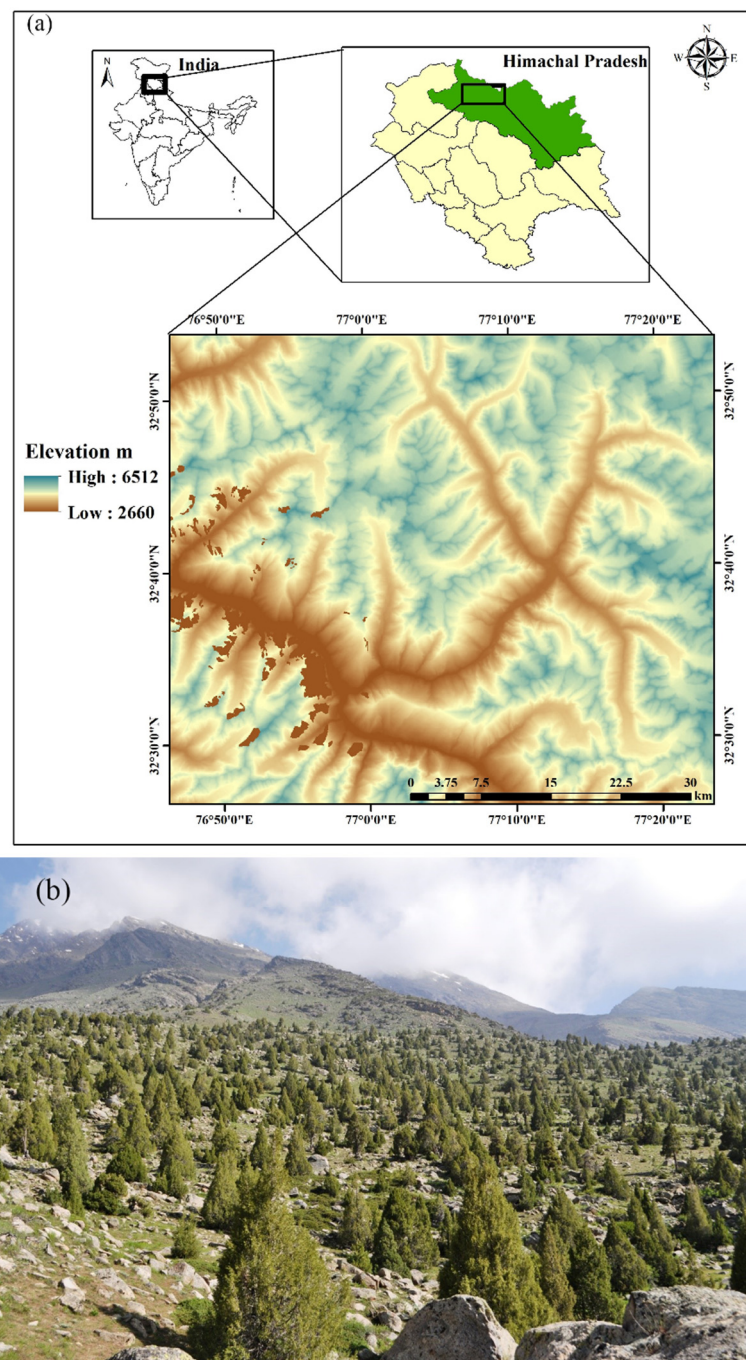 (a)
N
India
Himachal Pradesh
N
W E
S
76°50'0"E 77°0'0"E 77°10'0"E 77°20'0"E
32°50'0"N
32°50'0"N
Elevation m
High : 6512
Low : 2660
32°40'0"N
32°40'0"N
32°30'0"N
32°30'0"N
0 3.75 7.5 15 22.5 30
km
76°50'0"E 77°0'0"E 77°10'0"E 77°20'0"E
(b)